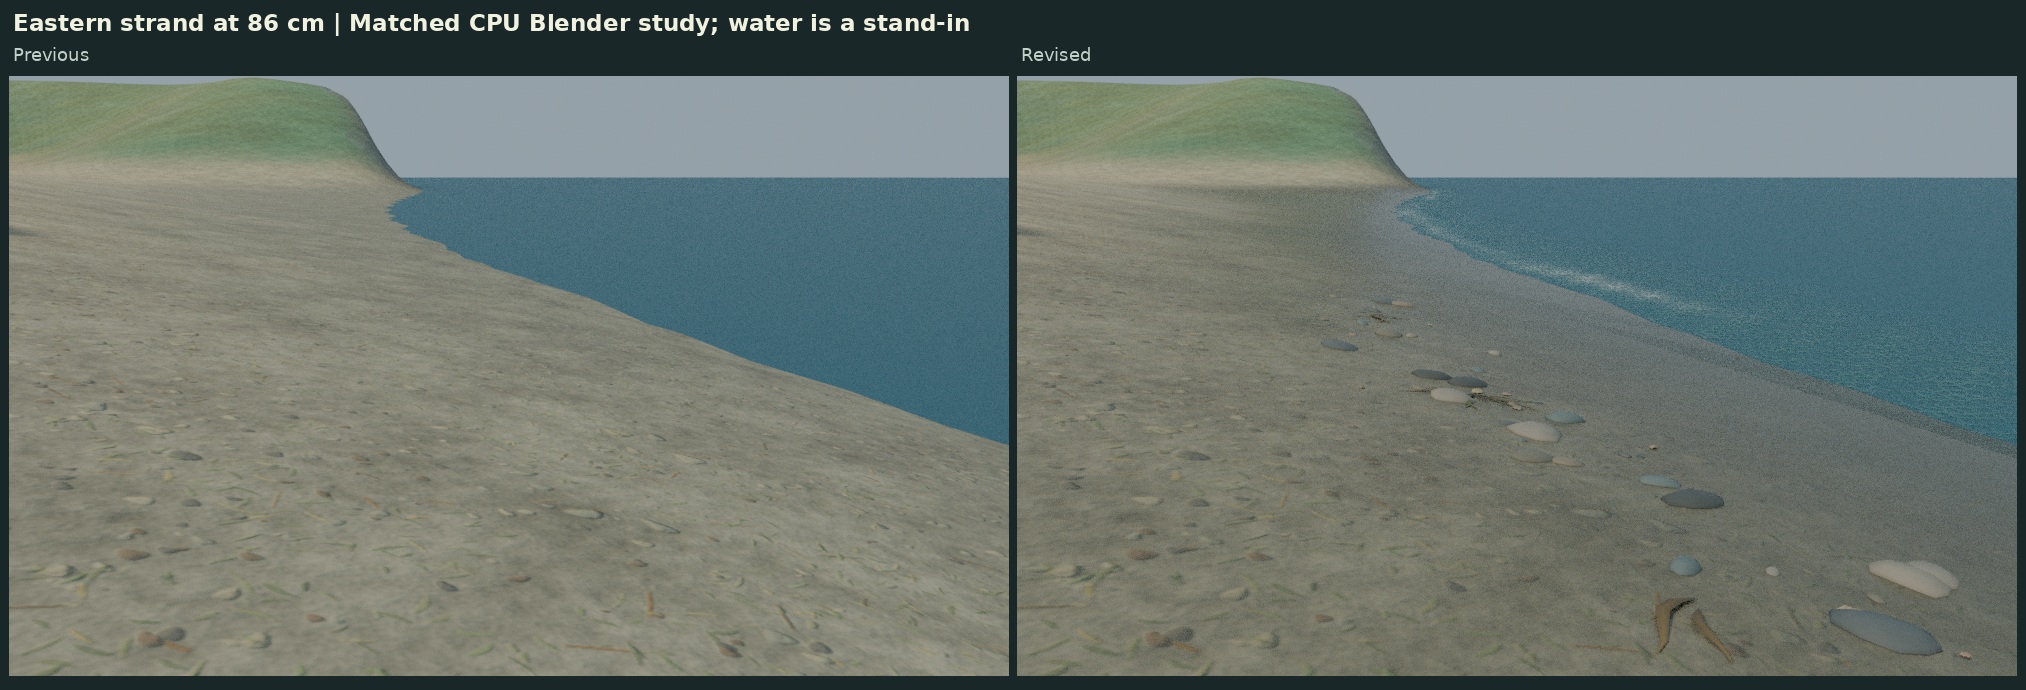 Eastern strand at 86 cm | Matched CPU Blender study; water is a stand-in
Previous
Revised